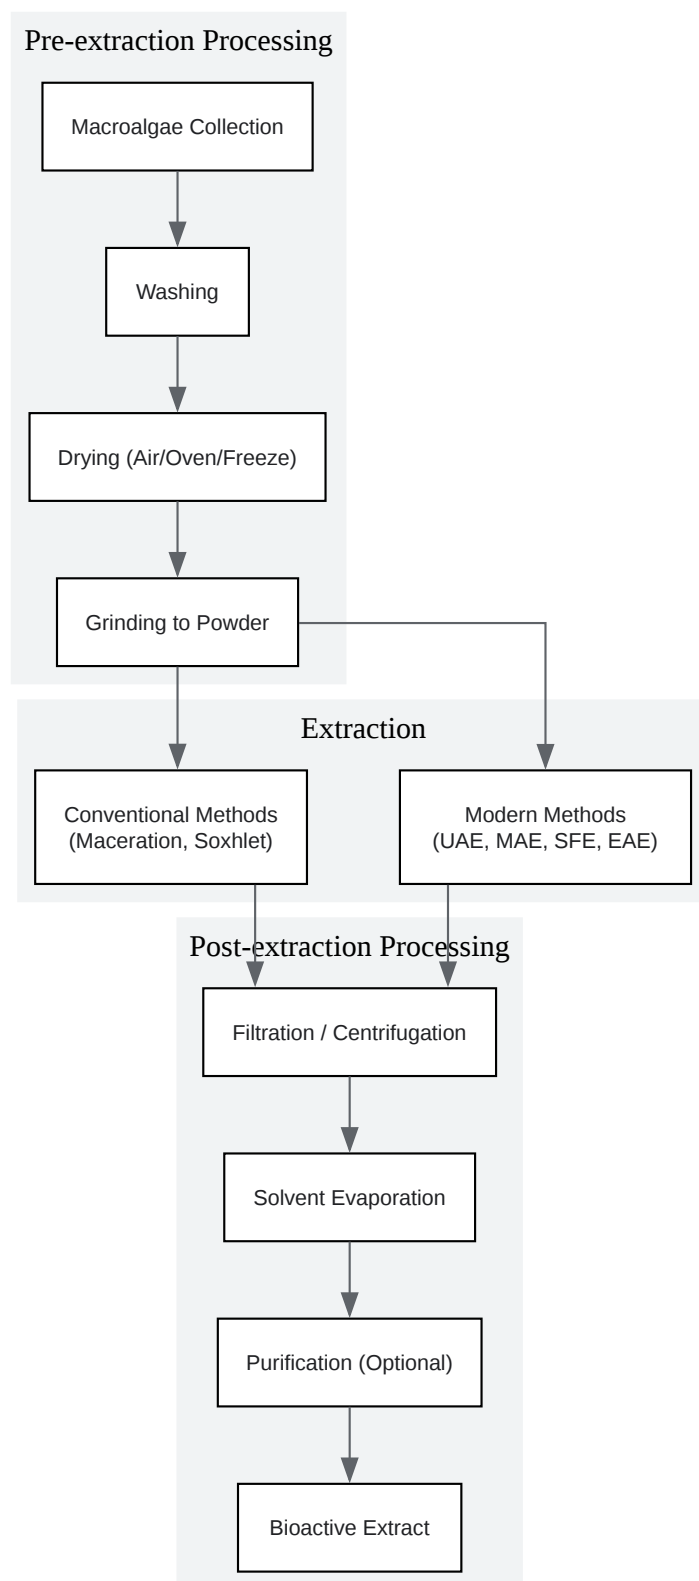 Pre-extraction Processing
Macroalgae Collection
Washing
Drying (Air/Oven/Freeze)
Grinding to Powder
Extraction
Conventional Methods
(Maceration, Soxhlet)
Modern Methods
(UAE, MAE, SFE, EAE)
Post-extraction Processing
Filtration / Centrifugation
Solvent Evaporation
Purification (Optional)
Bioactive Extract